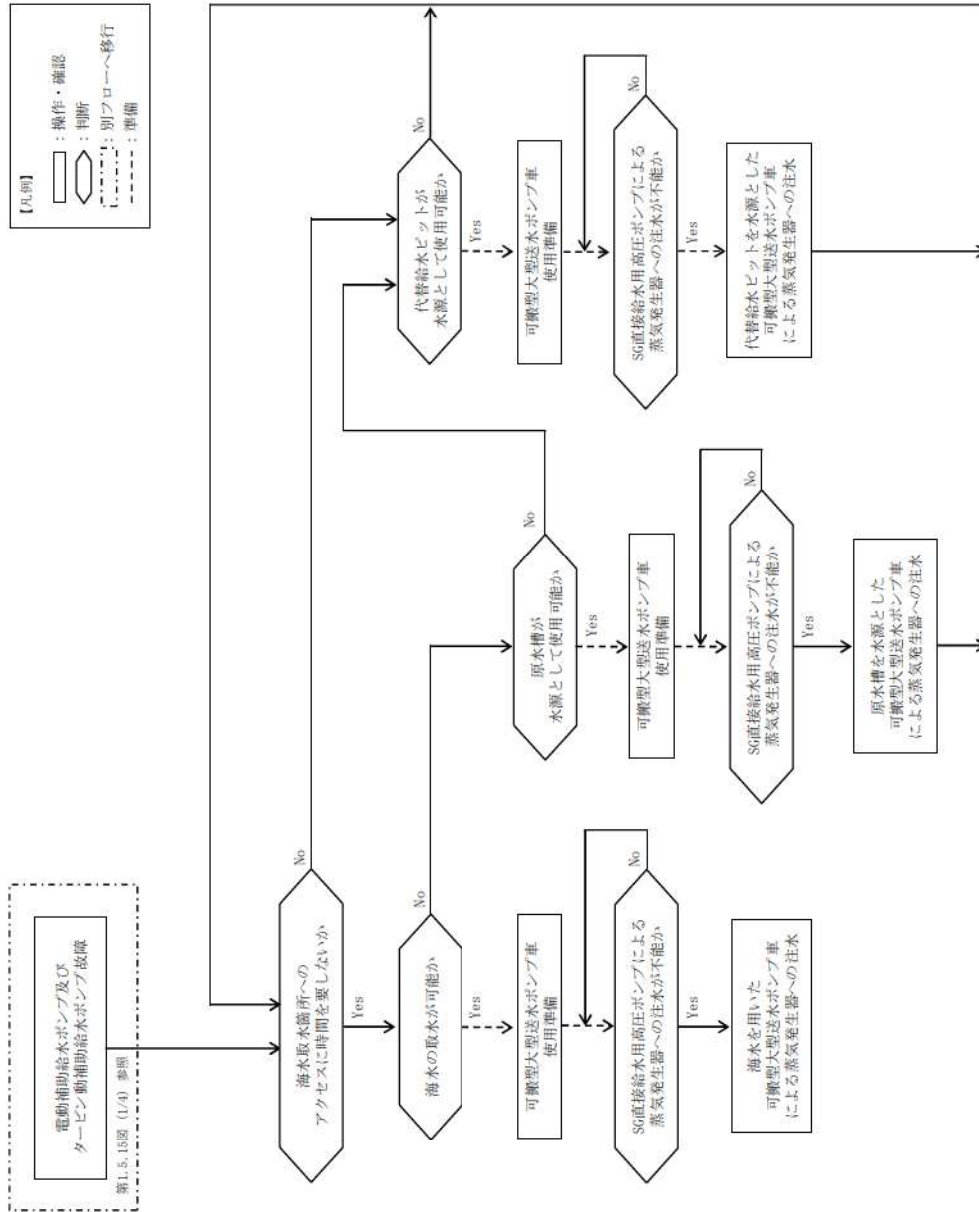 【凡例】
：操作・確認
：判断
：別フローへ移行
：準備
電動補助給水ポンプ及び
タービン動補助給水ポンプ故障
第1.5.15図 (1/4) 参照
海水取水箇所への
アクセスに時間を要しないか
No
Yes
海水の取水が可能か
No
Yes
可搬型大型送水ポンプ車
使用準備
SG直接給水用高圧ポンプによる
蒸気発生器への注水が不能か
No
Yes
海水を用いた
可搬型大型送水ポンプ車
による蒸気発生器への注水
原水槽が
水源として使用可能か
No
Yes
可搬型大型送水ポンプ車
使用準備
SG直接給水用高圧ポンプによる
蒸気発生器への注水が不能か
No
Yes
原水槽を水源とした
可搬型大型送水ポンプ車
による蒸気発生器への注水
代替給水ピットが
水源として使用可能か
No
Yes
可搬型大型送水ポンプ車
使用準備
SG直接給水用高圧ポンプによる
蒸気発生器への注水が不能か
No
Yes
代替給水ピットを水源とした
可搬型大型送水ポンプ車
による蒸気発生器への注水